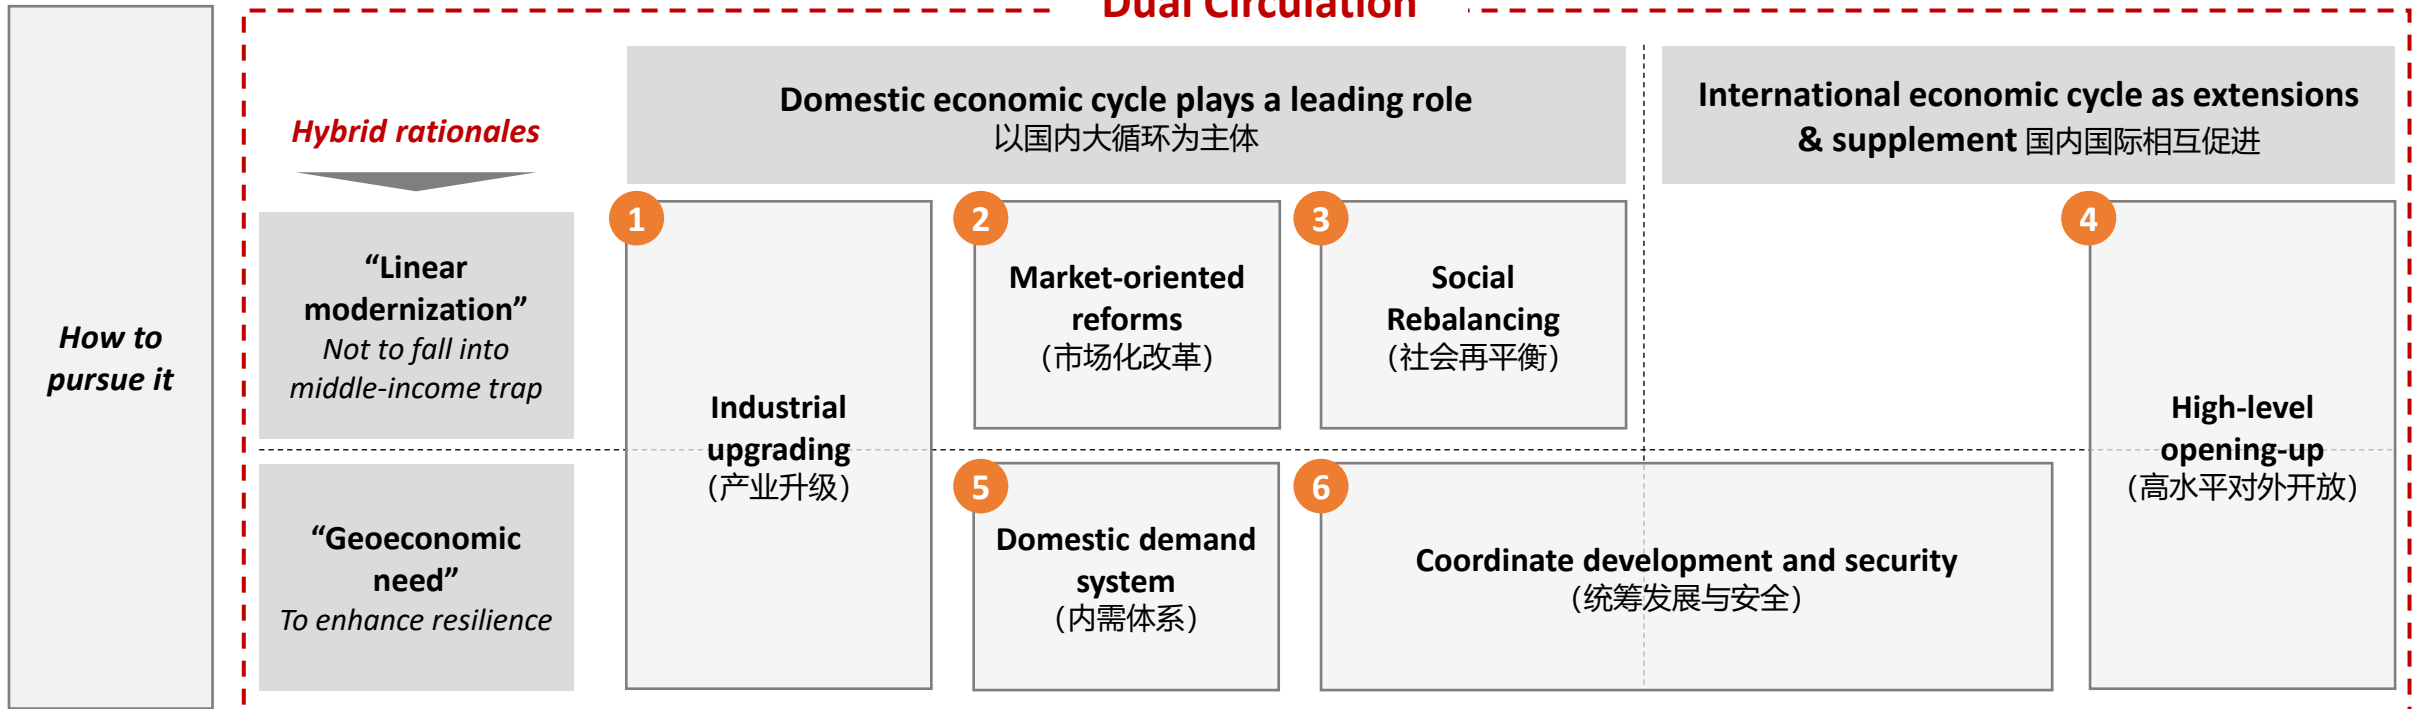 Dual Circulation
How to
pursue it
Hybrid rationales
Domestic economic cycle plays a leading role
以国内大循环为主体
International economic cycle as extensions
& supplement 国内国际相互促进
“Linear
modernization”
Not to fall into
middle-income trap
“Geoeconomic
need”
To enhance resilience
1
Industrial
upgrading
（产业升级）
2
Market-oriented
reforms
（市场化改革）
3
Social
Rebalancing
（社会再平衡）
4
High-level
opening-up
（高水平对外开放）
5
Domestic demand
system
（内需体系）
6
Coordinate development and security
（统筹发展与安全）